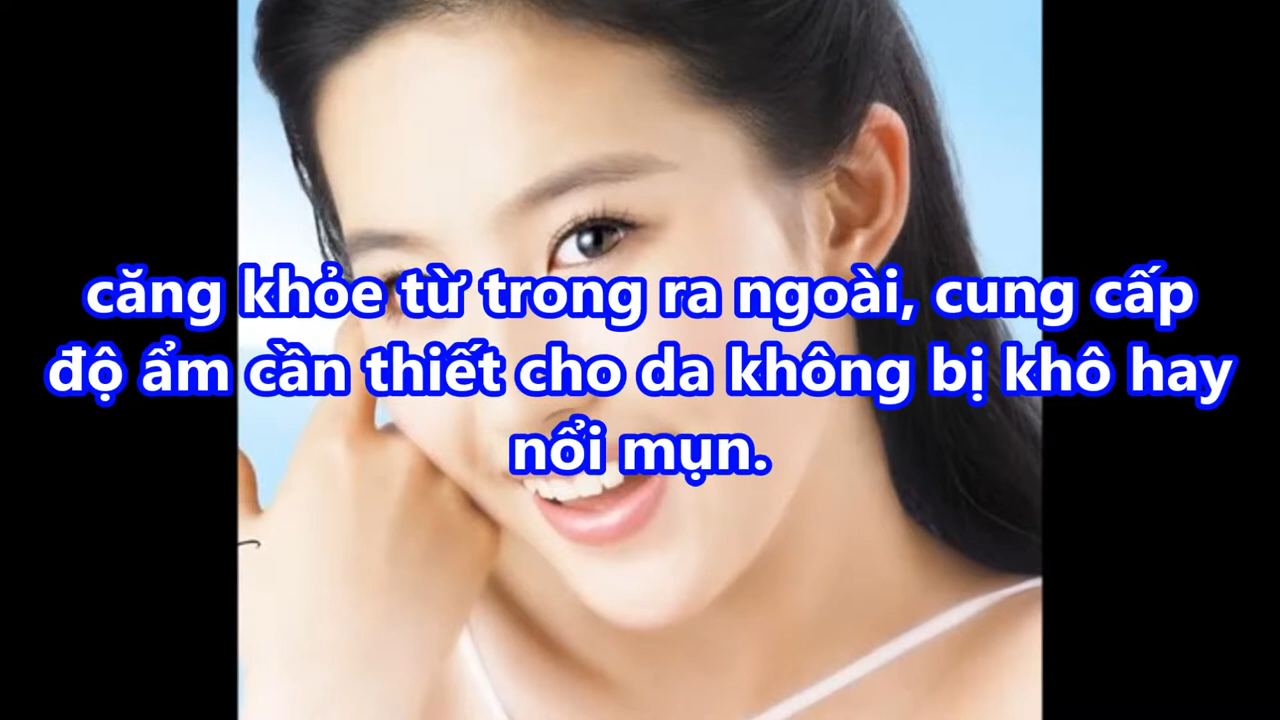 căng khỏe từ trong ra ngoài, cung cấp
độ ẩm cần thiết cho da không bị khô hay
nổi mụn.